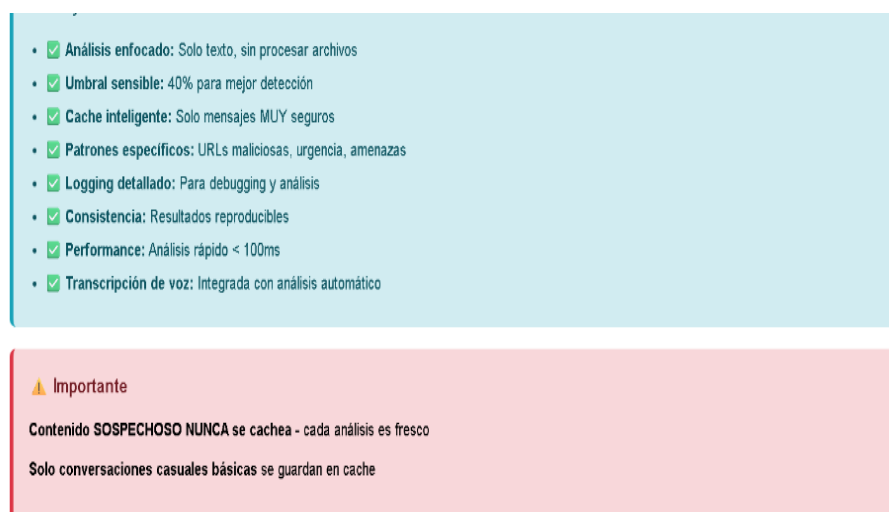 • ✅ Análisis enfocado: Solo texto, sin procesar archivos
• ✅ Umbral sensible: 40% para mejor detección
• ✅ Cache inteligente: Solo mensajes MUY seguros
• ✅ Patrones específicos: URLs maliciosas, urgencia, amenazas
• ✅ Logging detallado: Para debugging y análisis
• ✅ Consistencia: Resultados reproducibles
• ✅ Performance: Análisis rápido < 100ms
• ✅ Transcripción de voz: Integrada con análisis automático
⚠️ Importante
Contenido SOSPECHOSO NUNCA se cachea - cada análisis es fresco
Solo conversaciones casuales básicas se guardan en cache